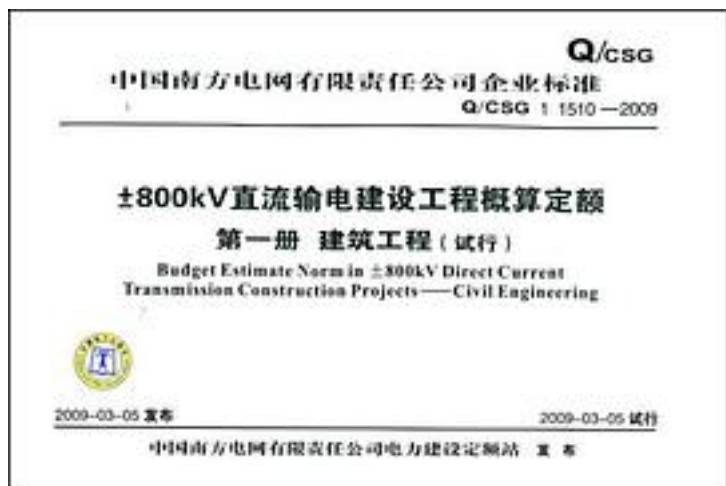 Q/CSG
中国南方电网有限责任公司企业标准
Q/CSG 1 1510—2009
±800kV直流输电建设工程概算定额
第一册 建筑工程(试行)
Budget Estimate Norm in ±800kV Direct Current
Transmission Construction Projects——Civil Engineering
2009-03-05 发布 2009-03-05 试行
中国南方电网有限责任公司电力建设定额站 发布